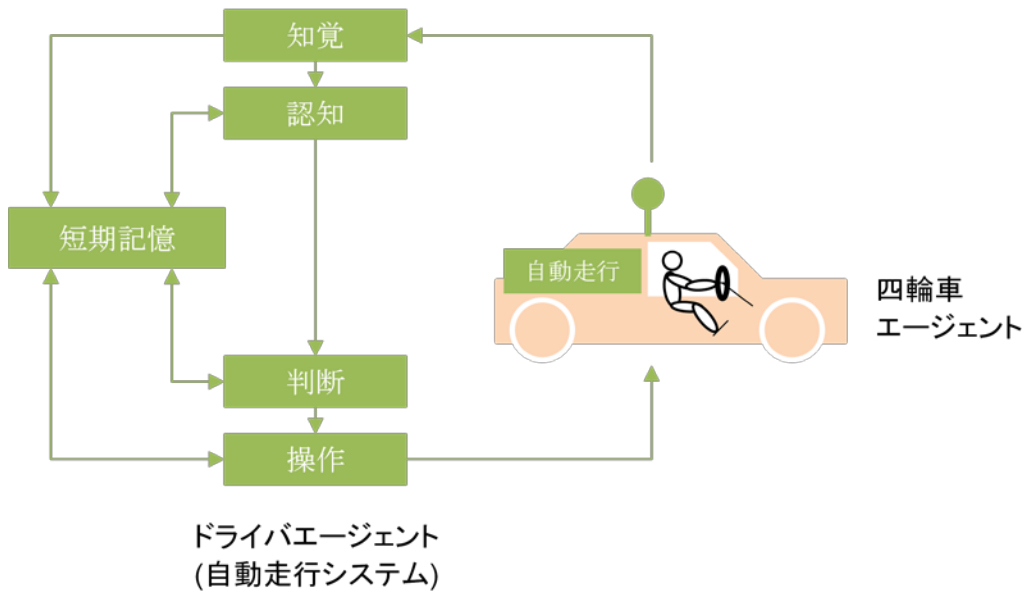 知覚
認知
短期記憶
自動走行
四輪車
エージェント
判断
操作
ドライバエージェント
(自動走行システム)